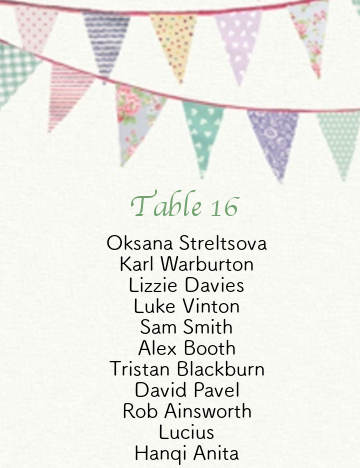 Table 16
Oksana Streltsova
Karl Warburton
Lizzie Davies
Luke Vinton
Sam Smith
Alex Booth
Tristan Blackburn
David Pavel
Rob Ainsworth
Lucius
Hanqi Anita